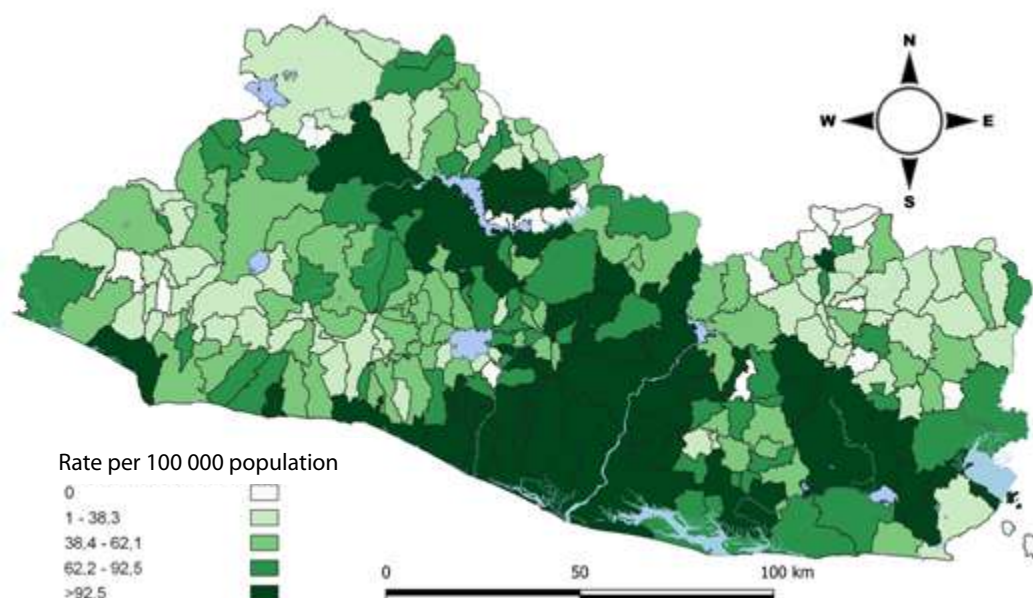 N
W E
S
Rate per 100 000 population
0
1 - 38,3
38,4 - 62,1
62,2 - 92,5
>92,5
0 50 100 km